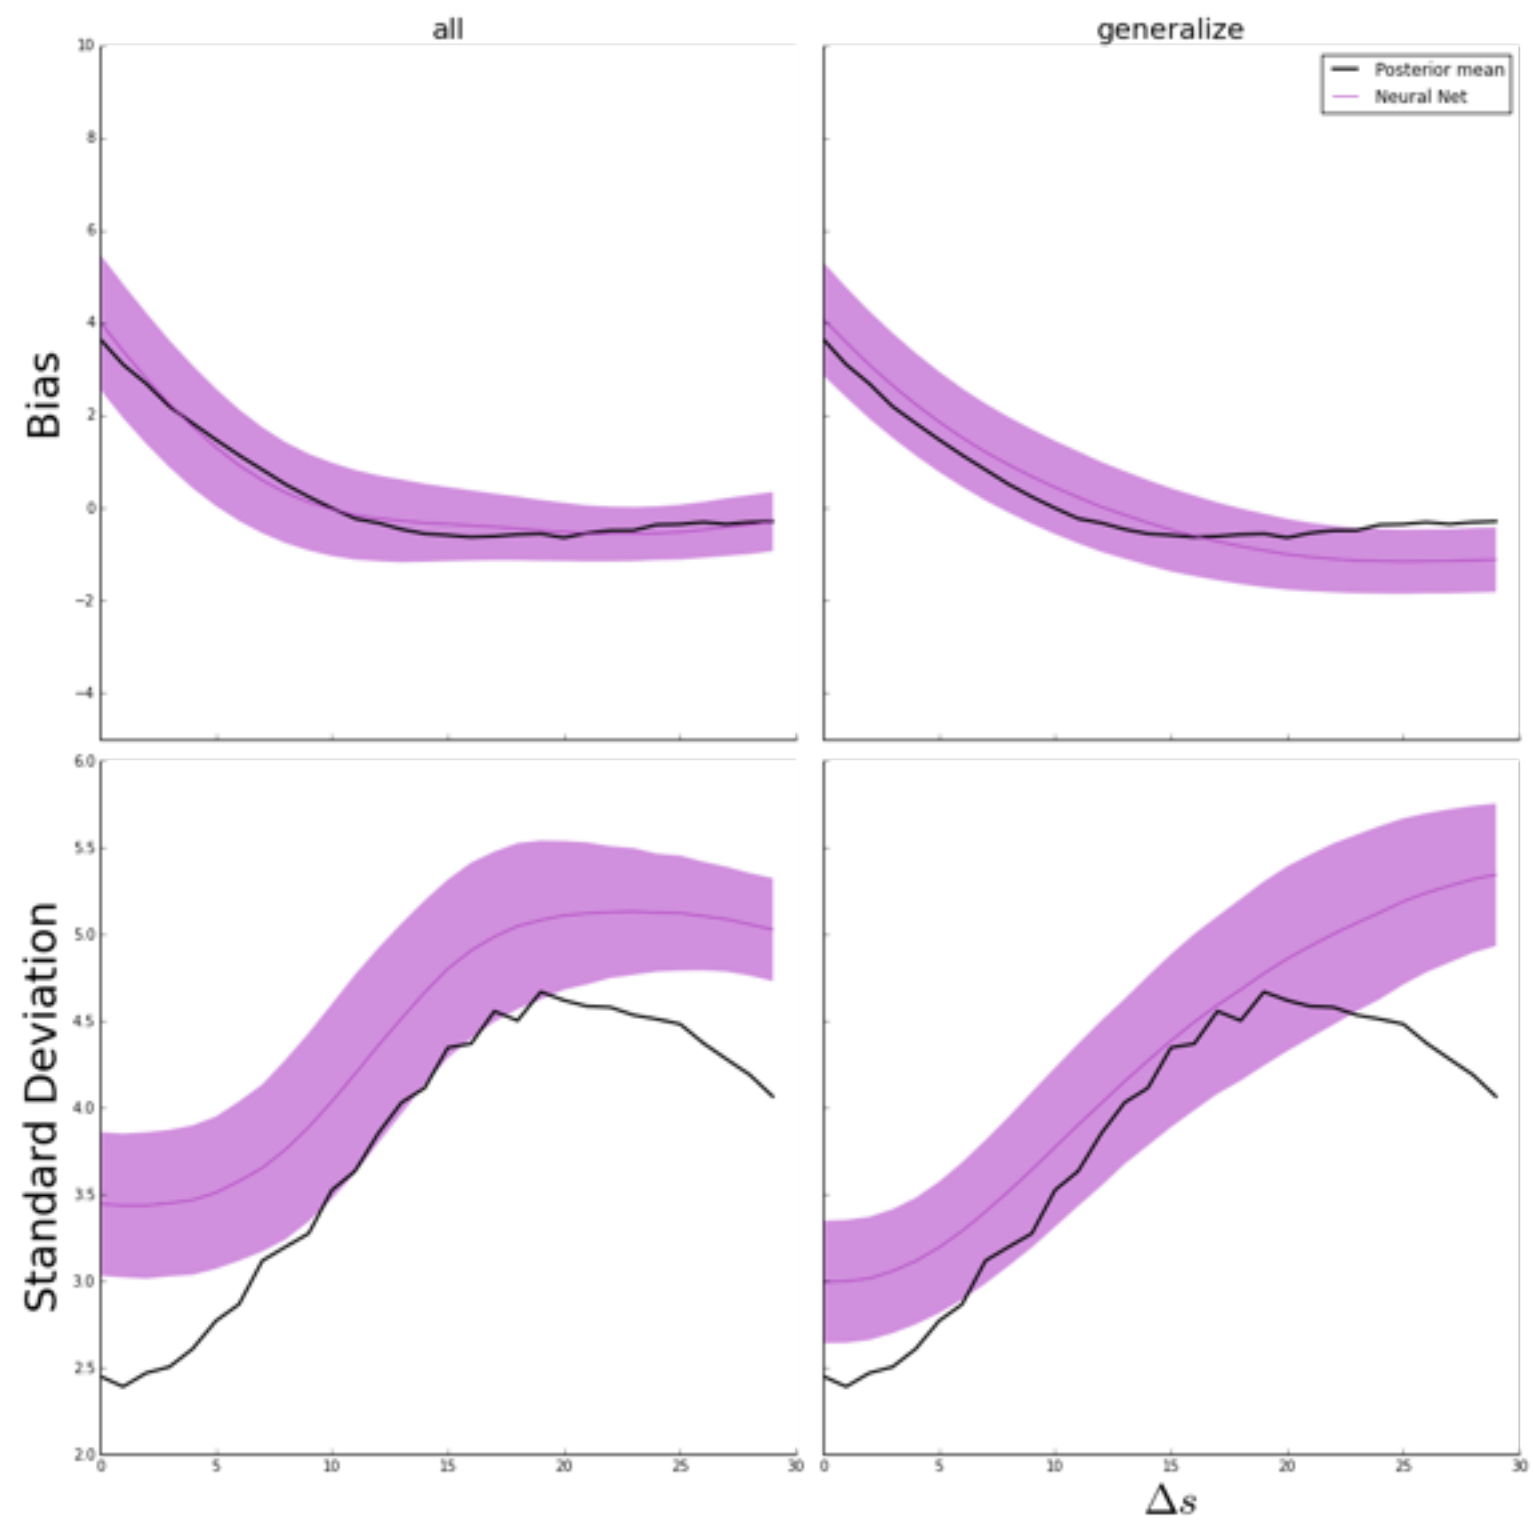 all
generalize
10
8
6
4
2
0
−2
−4
Bias
Posterior mean
Neural Net
6.0
5.5
5.0
4.5
4.0
3.5
3.0
2.5
2.0
Standard Deviation
0 5 10 15 20 25 30
0 5 10 15 20 25 30
Δs